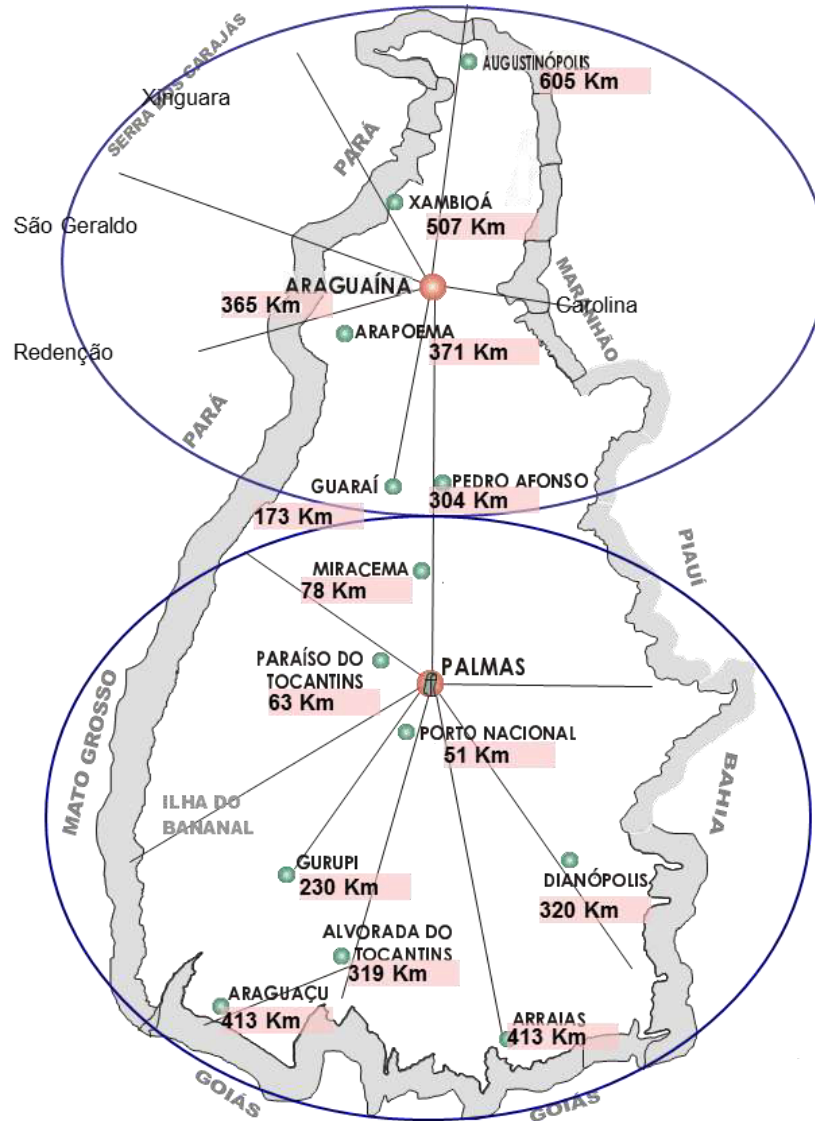 AUGUSTINÓPOLIS
605 Km
Xinguara
SERRA DOS CARAJÁS
PARÁ
XAMBIOÁ
507 Km
São Geraldo
ARAGUAÍNA
365 Km
MARANHÃO
Carolina
ARAPOEMA
371 Km
Redenção
PARÁ
GUARAÍ
173 Km
PEDRO AFONSO
304 Km
PIAUÍ
MIRACEMA
78 Km
PARAÍSO DO
TOCANTINS
63 Km
PALMAS
PORTO NACIONAL
51 Km
MATO GROSSO
BAHIA
ILHA DO
BANANAL
GURUPI
230 Km
DIANÓPOLIS
320 Km
ALVORADA DO
TOCANTINS
319 Km
ARAGUAÇU
413 Km
ARRAIAS
413 Km
GOIÁS
GOIÁS